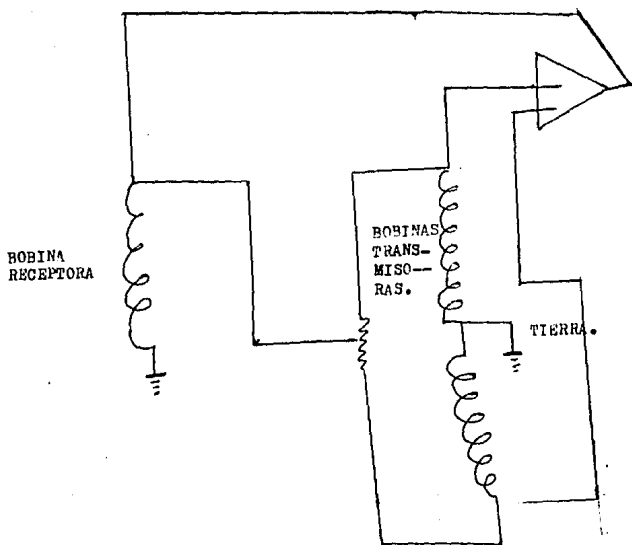 BOBINAS
TRANS-
MISO--
RAS.
BOBINA
RECEPTORA
TIERRA.